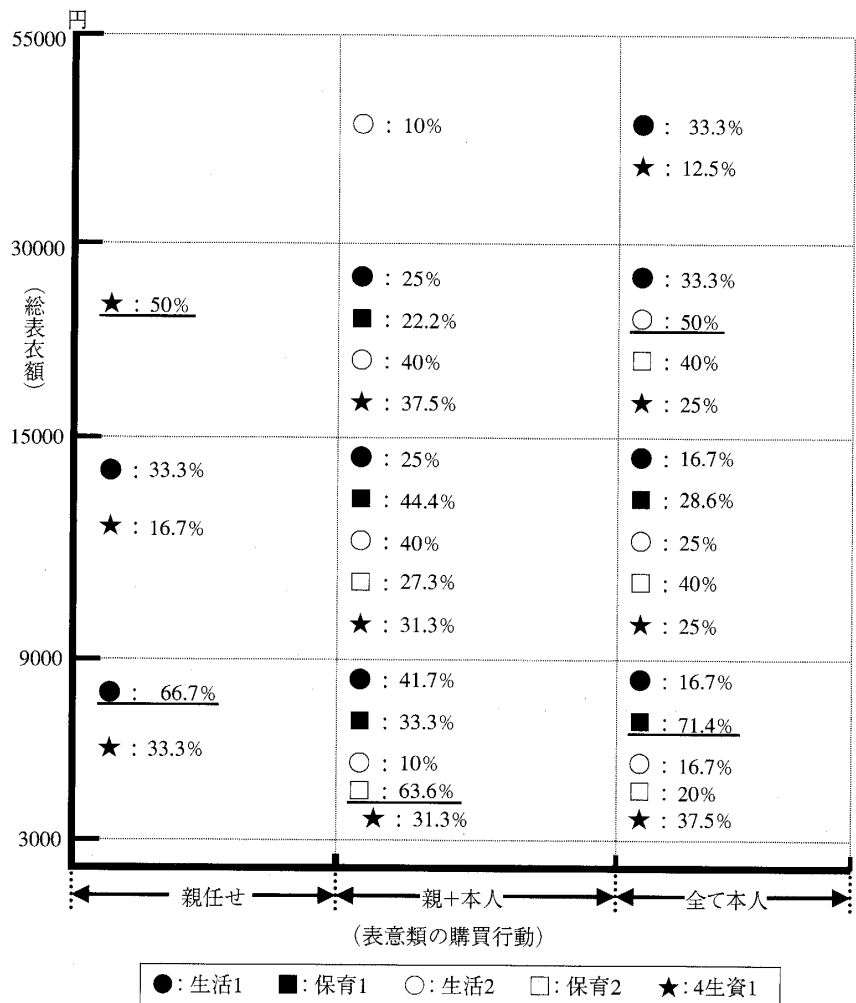 円
55000
○ : 10%
● : 33.3%
★ : 12.5%
30000
(総表衣額)
★ : 50%
● : 25%
■ : 22.2%
○ : 40%
★ : 37.5%
● : 33.3%
○ : 50%
□ : 40%
★ : 25%
15000
● : 33.3%
★ : 16.7%
● : 25%
■ : 44.4%
○ : 40%
□ : 27.3%
★ : 31.3%
● : 16.7%
■ : 28.6%
○ : 25%
□ : 40%
★ : 25%
9000
● : 66.7%
★ : 33.3%
● : 41.7%
■ : 33.3%
○ : 10%
□ : 63.6%
★ : 31.3%
● : 16.7%
■ : 71.4%
○ : 16.7%
□ : 20%
★ : 37.5%
3000
親任せ 親+本人 全て本人
(表意類の購買行動)
●: 生活1 ■: 保育1 ○: 生活2 □: 保育2 ★: 4生資1